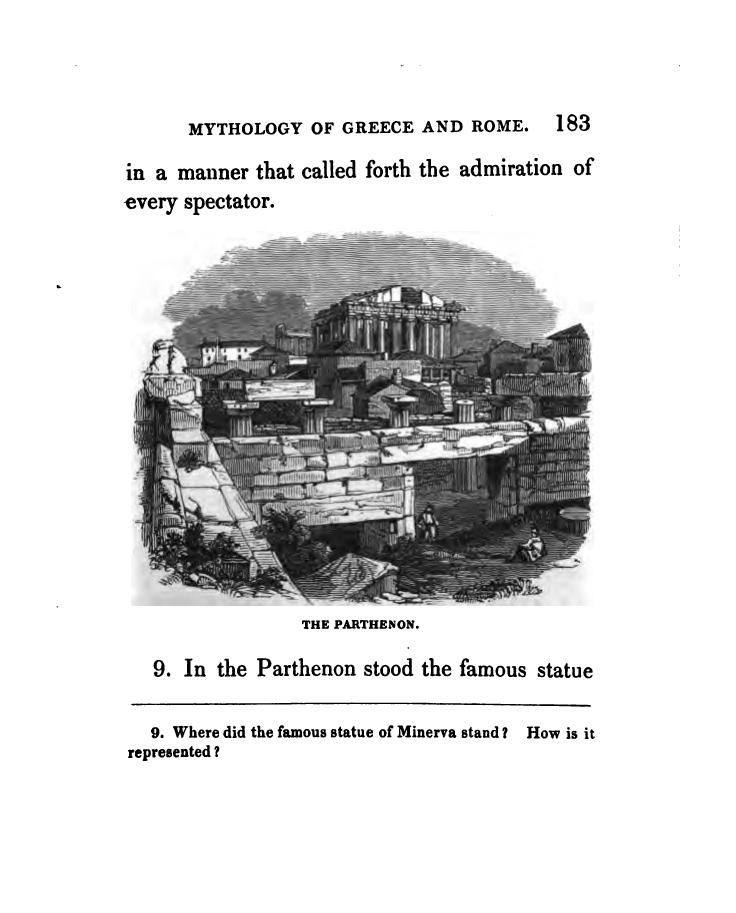 MYTHOLOGY OF GREECE AND ROME. 183
in a manner that called forth the admiration of
every spectator.
THE PARTHENON.
9. In the Parthenon stood the famous statue
9. Where did the famous statue of Minerva stand? How is it
represented?